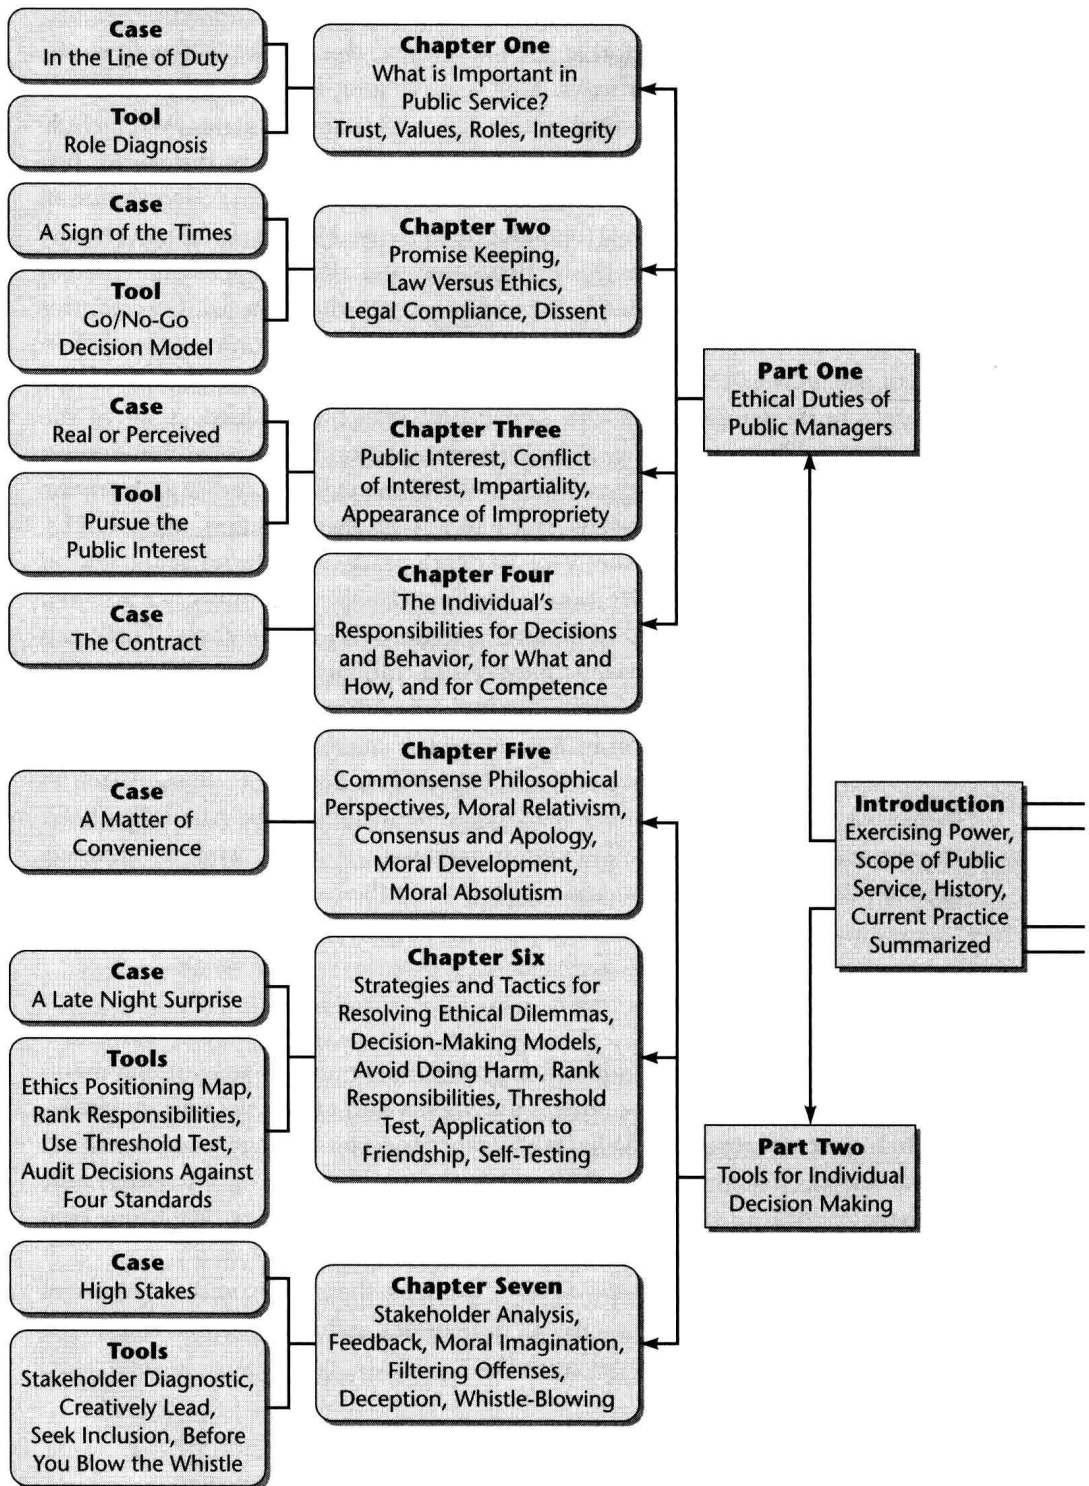 Case
In the Line of Duty
Tool
Role Diagnosis
Chapter One
What is Important in
Public Service?
Trust, Values, Roles, Integrity
Case
A Sign of the Times
Tool
Go/No-Go
Decision Model
Chapter Two
Promise Keeping,
Law Versus Ethics,
Legal Compliance, Dissent
Part One
Ethical Duties of
Public Managers
Case
Real or Perceived
Tool
Pursue the
Public Interest
Chapter Three
Public Interest, Conflict
of Interest, Impartiality,
Appearance of Impropriety
Case
The Contract
Chapter Four
The Individual's
Responsibilities for Decisions
and Behavior, for What and
How, and for Competence
Case
A Matter of
Convenience
Chapter Five
Commonsense Philosophical
Perspectives, Moral Relativism,
Consensus and Apology,
Moral Development,
Moral Absolutism
Introduction
Exercising Power,
Scope of Public
Service, History,
Current Practice
Summarized
Case
A Late Night Surprise
Tools
Ethics Positioning Map,
Rank Responsibilities,
Use Threshold Test,
Audit Decisions Against
Four Standards
Chapter Six
Strategies and Tactics for
Resolving Ethical Dilemmas,
Decision-Making Models,
Avoid Doing Harm, Rank
Responsibilities, Threshold
Test, Application to
Friendship, Self-Testing
Part Two
Tools for Individual
Decision Making
Case
High Stakes
Tools
Stakeholder Diagnostic,
Creatively Lead,
Seek Inclusion, Before
You Blow the Whistle
Chapter Seven
Stakeholder Analysis,
Feedback, Moral Imagination,
Filtering Offenses,
Deception, Whistle-Blowing